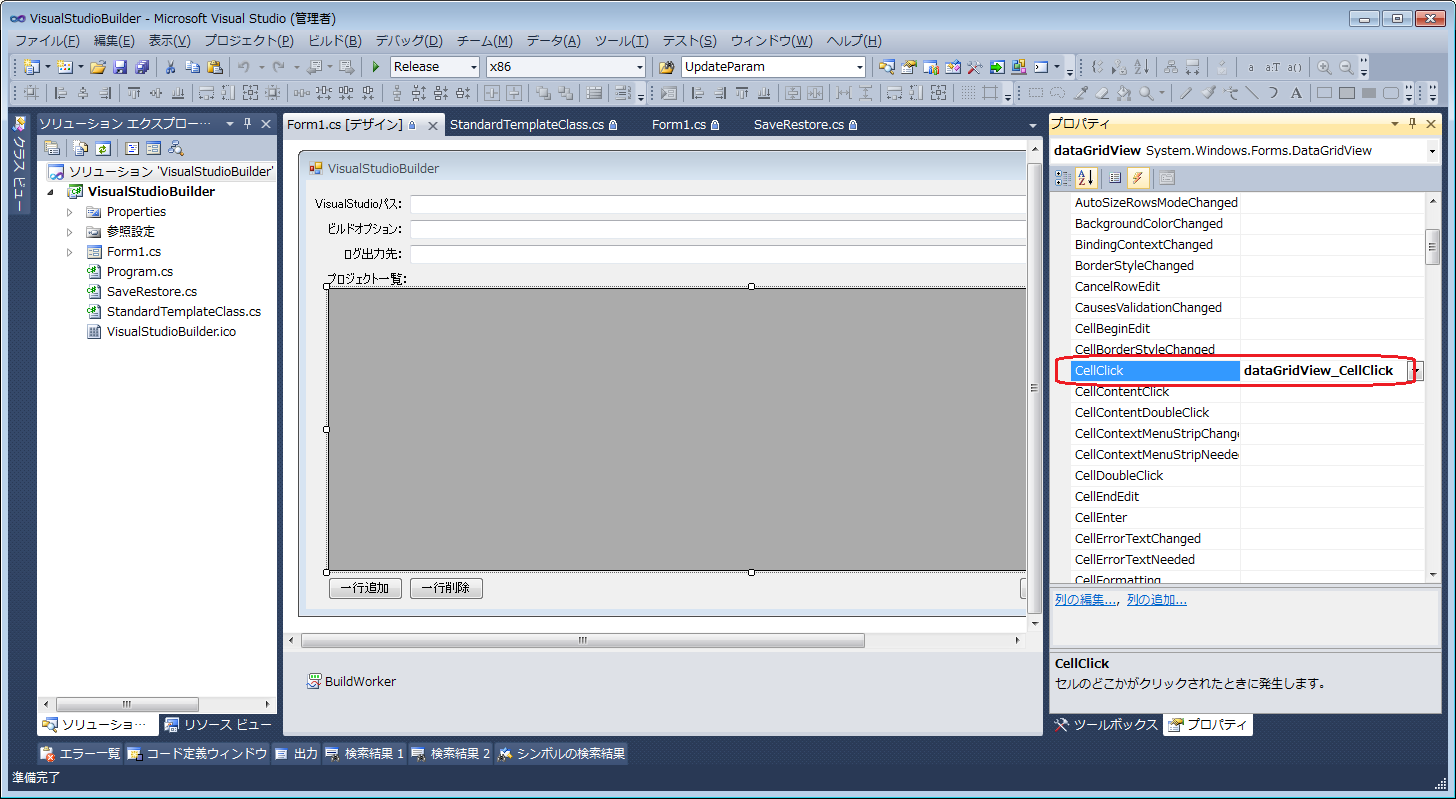 VisualStudioBuilder - Microsoft Visual Studio (管理者)
ファイル(F) 編集(E) 表示(V) プロジェクト(P) ビルド(B) デバッグ(D) チーム(M) データ(A) ツール(T) テスト(S) ウィンドウ(W) ヘルプ(H)
Release x86 UpdateParam
クラス ビュー
ソリューション エクスプロー…
ソリューション 'VisualStudioBuilder'
VisualStudioBuilder
Properties
参照設定
Form1.cs
Program.cs
SaveRestore.cs
StandardTemplateClass.cs
VisualStudioBuilder.ico
ソリューショ… リソース ビュー
Form1.cs [デザイン] StandardTemplateClass.cs Form1.cs SaveRestore.cs
VisualStudioBuilder
VisualStudioパス:
ビルドオプション:
ログ出力先:
プロジェクト一覧:
一行追加 一行削除
BuildWorker
プロパティ
dataGridView System.Windows.Forms.DataGridView
AutoSizeRowsModeChanged
BackgroundColorChanged
BindingContextChanged
BorderStyleChanged
CancelRowEdit
CausesValidationChanged
CellBeginEdit
CellBorderStyleChanged
CellClick dataGridView_CellClick
CellContentClick
CellContentDoubleClick
CellContextMenuStripChange
CellContextMenuStripNeede
CellDoubleClick
CellEndEdit
CellEnter
CellErrorTextChanged
CellErrorTextNeeded
CellFormatting
列の編集..., 列の追加...
CellClick
セルのどこかがクリックされたときに発生します。
ツールボックス プロパティ
エラー一覧 コード定義ウィンドウ 出力 検索結果 1 検索結果 2 シンボルの検索結果
準備完了